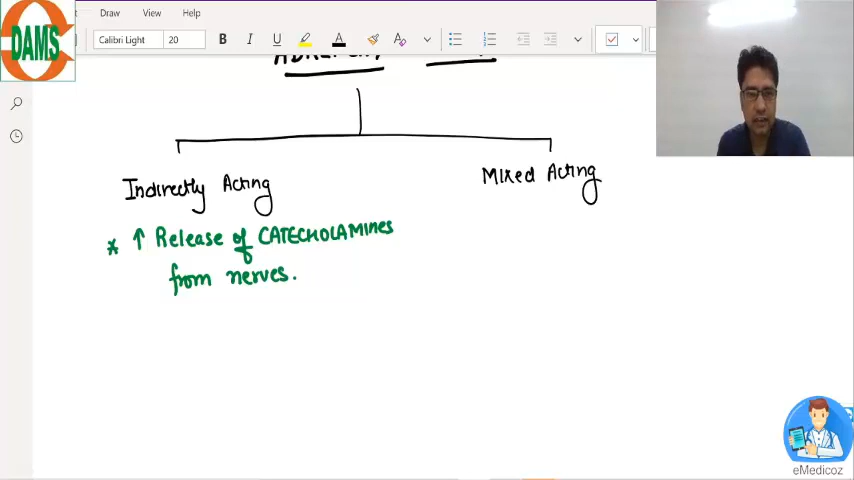 Draw View Help
DAMS
Calibri Light 20 B I U A A
Indirectly Acting
Mixed Acting
* ↑ Release of CATECHOLAMINes
from nerves.
eMedicoz